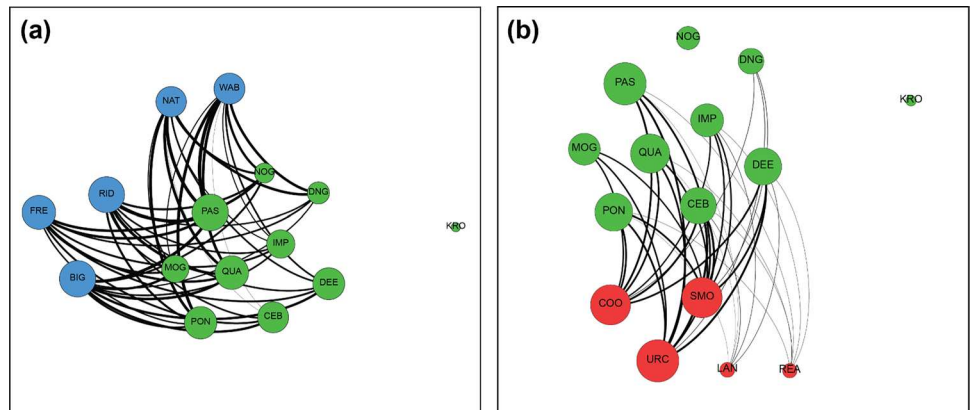 (a)
NAT
WAB
NOG
DNG
RID
FRE
PAS
KRO
IMP
MOG
QUA
BIG
DEE
PON
CEB
(b)
NOG
DNG
PAS
KRO
IMP
MOG
QUA
DEE
PON
CEB
COO
SMO
URC
LAN
REA